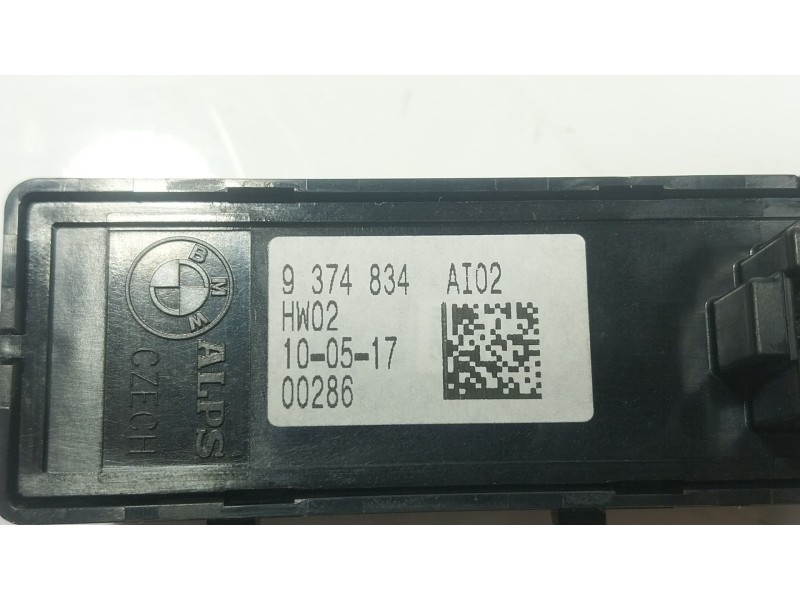 BMW
ALPS
CZECH
9 374 834 AI02
HW02
10-05-17
00286